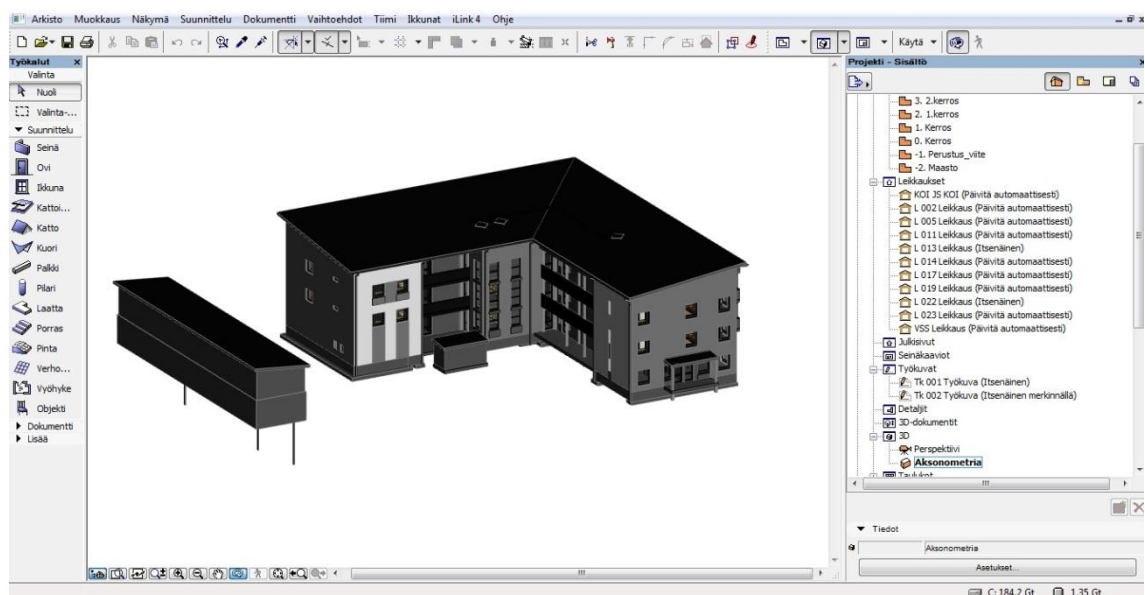 Arkisto Muokkaus Näkymä Suunnittelu Dokumentti Vaihtoehdot Tiimi Ikkunat iLink 4 Ohje
Käytä
Työkalut x
Valinta
Nuoli
Valinta-...
Suunnittelu
Seinä
Ovi
Ikkuna
Kattoi...
Katto
Kuori
Palkki
Pilari
Laatta
Porras
Pinta
Verho...
Vyöhyke
Objekti
Dokumentti
Lisää
Projekti - Sisältö
3. 2.kerros
2. 1.kerros
1. Kerros
0. Kerros
-1. Perustus_viite
-2. Maasto
Leikkaukset
KOI JS KOI (Päivitä automaattisesti)
L 002 Leikkaus (Päivitä automaattisesti)
L 005 Leikkaus (Päivitä automaattisesti)
L 011 Leikkaus (Päivitä automaattisesti)
L 013 Leikkaus (Itsenäinen)
L 014 Leikkaus (Päivitä automaattisesti)
L 017 Leikkaus (Päivitä automaattisesti)
L 019 Leikkaus (Päivitä automaattisesti)
L 022 Leikkaus (Itsenäinen)
L 023 Leikkaus (Päivitä automaattisesti)
VSS Leikkaus (Päivitä automaattisesti)
Julkisivut
Seinäkaaviot
Työkuvat
Tk 001 Työkuva (Itsenäinen)
Tk 002 Työkuva (Itsenäinen merkinnällä)
Detaljit
3D-dokumentit
3D
Perspektiivi
Aksonometria
Taulukot
Tiedot
Aksonometria
Asetukset...
C: 184.2 Gt 1.35 Gt